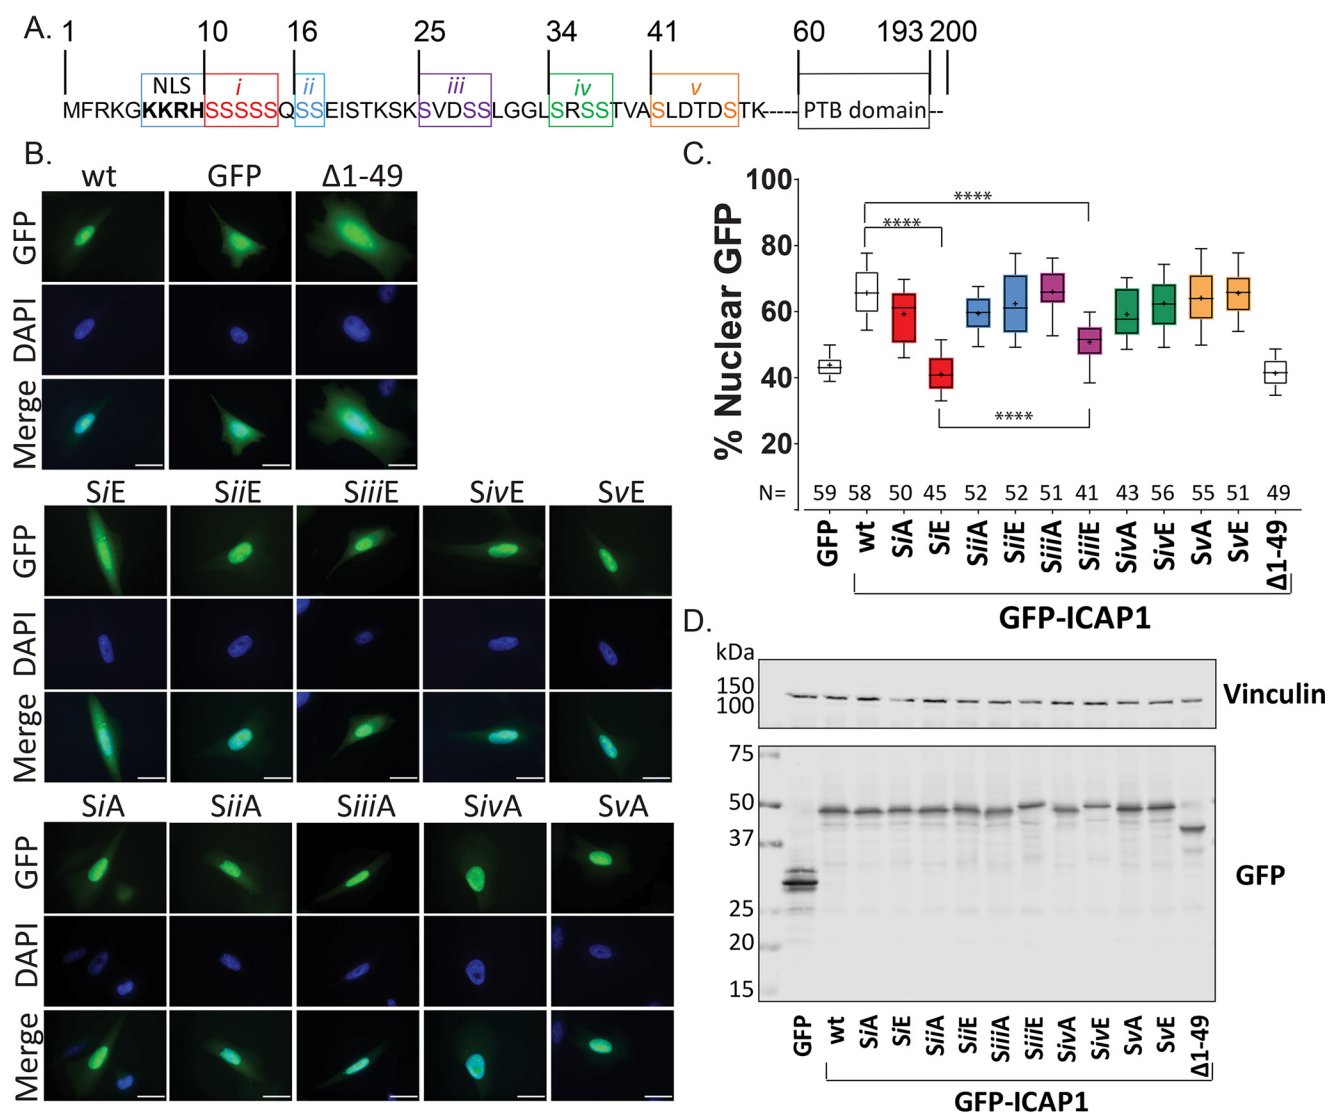 A.
1 10 16 25 34 41 60 193 200
NLS i ii iii iv v
MFRKGKKRHSSSSSQSSEISTKSKSVDSSLGGLSRSSTVASLDTDSTK----- PTB domain --
B.
wt GFP Δ1-49
GFP
DAPI
Merge
SiE SiiE SiiiE SivE SvE
GFP
DAPI
Merge
SiA SiiA SiiiA SivA SvA
GFP
DAPI
Merge
C.
% Nuclear GFP
100
80
60
40
20
****
****
****
N= 59 58 50 45 52 52 51 41 43 56 55 51 49
GFP wt SiA SiE SiiA SiiE SiiiA SiiiE SivA SivE SvA SvE Δ1-49
GFP-ICAP1
D.
kDa
150
100
Vinculin
75
50
37
25
20
15
GFP
GFP wt SiA SiE SiiA SiiE SiiiA SiiiE SivA SivE SvA SvE Δ1-49
GFP-ICAP1